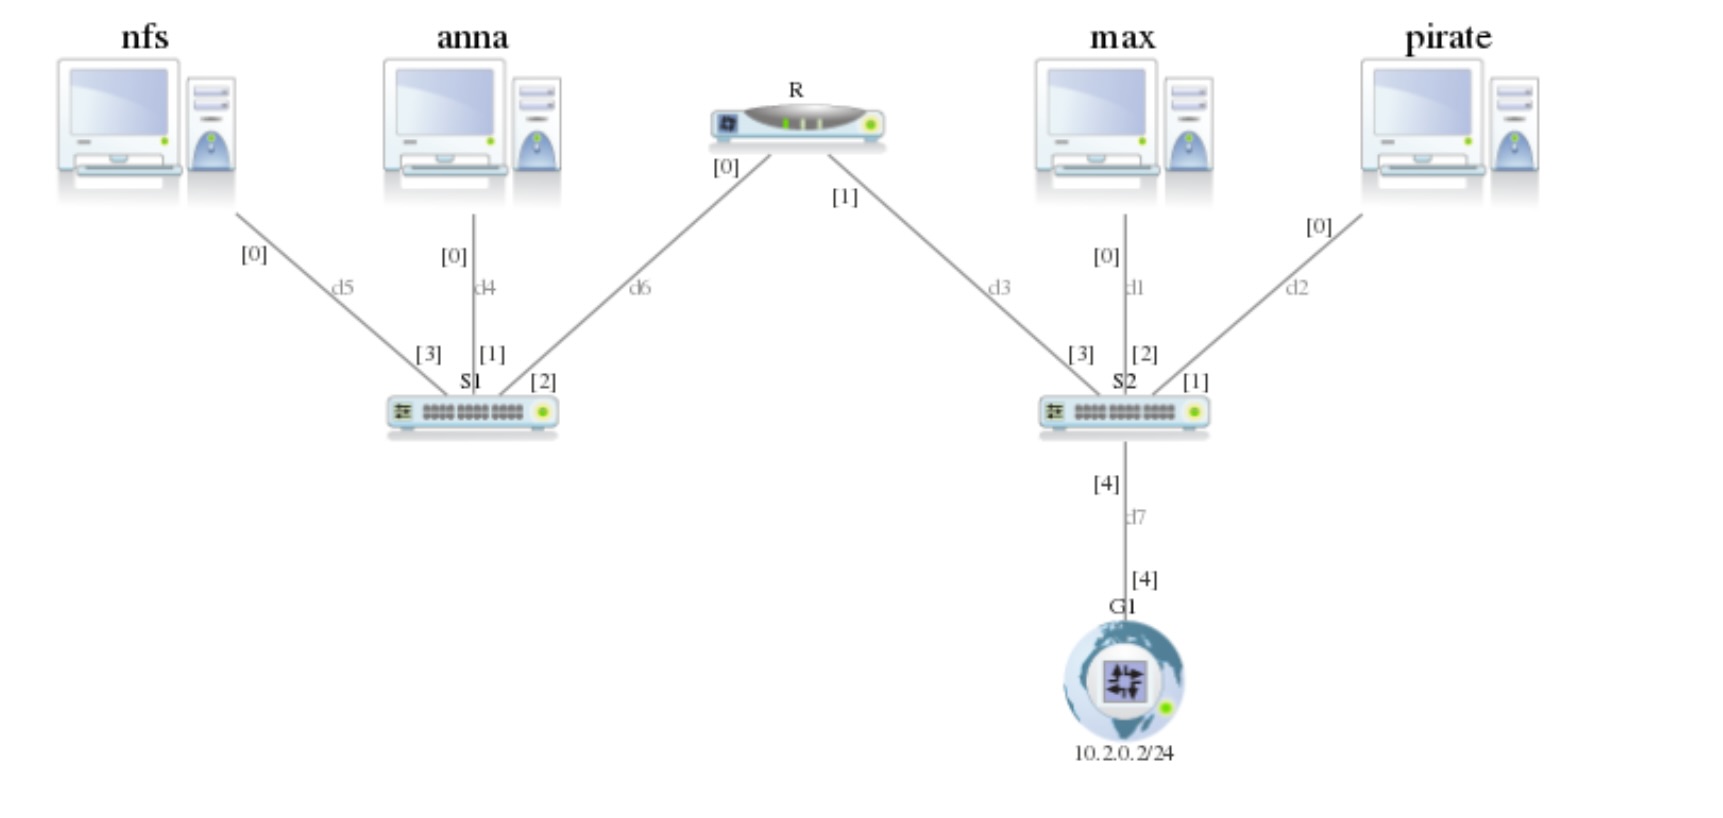 nfs
anna
max
pirate
R
[0]
[1]
[0]
[0]
[0]
[0]
d5
d4
d6
d3
d1
d2
[3]
[1]
[2]
S1
[3]
[2]
[1]
S2
[4]
d7
[4]
G1
10.2.0.2/24